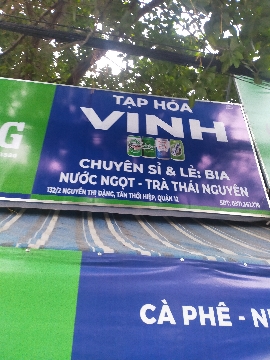 TẠP HÓA
VINH
CHUYÊN SỈ & LẺ: BIA
NƯỚC NGỌT - TRÀ THÁI NGUYÊN
132/2 NGUYỄN THỊ ĐẶNG, TÂN THỚI HIỆP, QUẬN 12
G
CÀ PHÊ - N